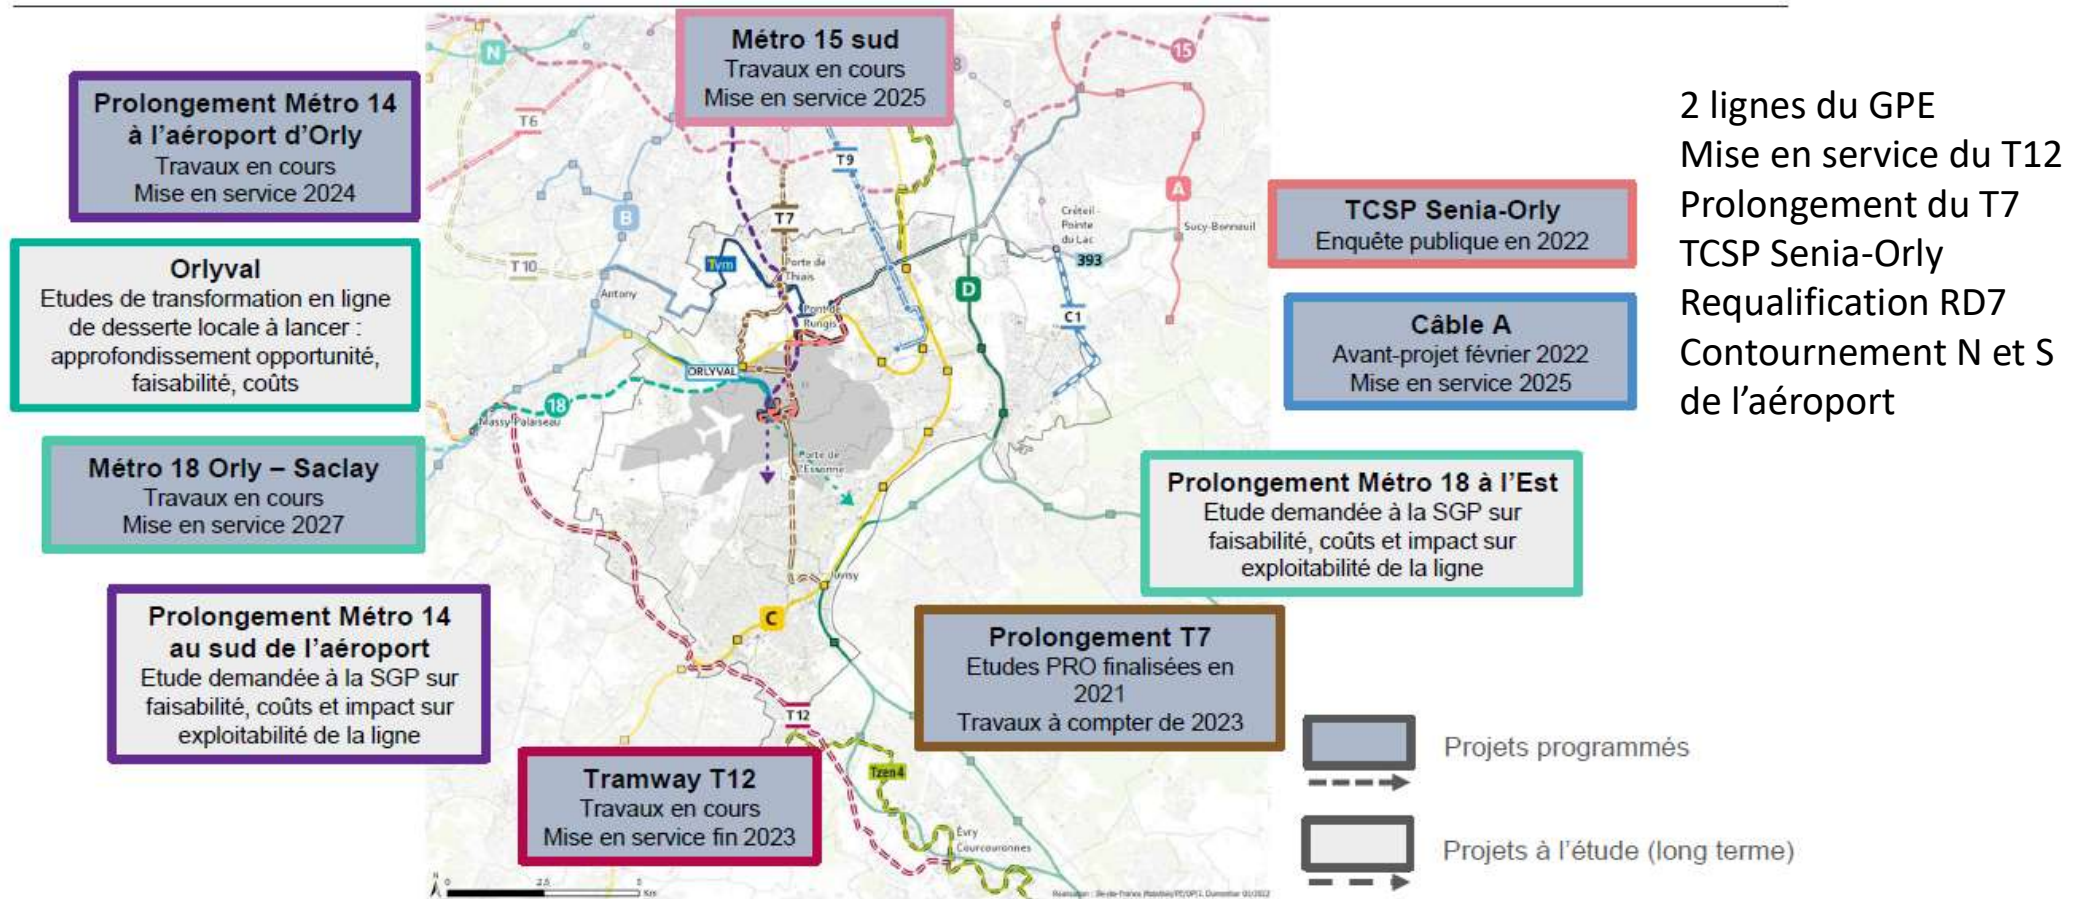 Métro 15 sud
Travaux en cours
Mise en service 2025
Prolongement Métro 14
à l'aéroport d'Orly
Travaux en cours
Mise en service 2024
Orlyval
Etudes de transformation en ligne
de desserte locale à lancer :
approfondissement opportunité,
faisabilité, coûts
Métro 18 Orly – Saclay
Travaux en cours
Mise en service 2027
Prolongement Métro 14
au sud de l'aéroport
Etude demandée à la SGP sur
faisabilité, coûts et impact sur
exploitabilité de la ligne
Tramway T12
Travaux en cours
Mise en service fin 2023
Prolongement T7
Etudes PRO finalisées en
2021
Travaux à compter de 2023
Prolongement Métro 18 à l'Est
Etude demandée à la SGP sur
faisabilité, coûts et impact sur
exploitabilité de la ligne
Câble A
Avant-projet février 2022
Mise en service 2025
TCSP Senia-Orly
Enquête publique en 2022
2 lignes du GPE
Mise en service du T12
Prolongement du T7
TCSP Senia-Orly
Requalification RD7
Contournement N et S
de l'aéroport
Projets programmés
Projets à l'étude (long terme)
N
15
8
T6
T9
A
B
T7
Créteil -
Pointe
du Lac
Sucy-Bonneuil
393
T10
Tvm
Porte de
Thiais
D
Antony
Pont de
Rungis
C1
ORLYVAL
18
Massy-Palaiseau
Porte de
l'Essonne
Juvisy
C
T12
Tzen4
Évry
Courcouronnes
N
0
2,5
5
Km